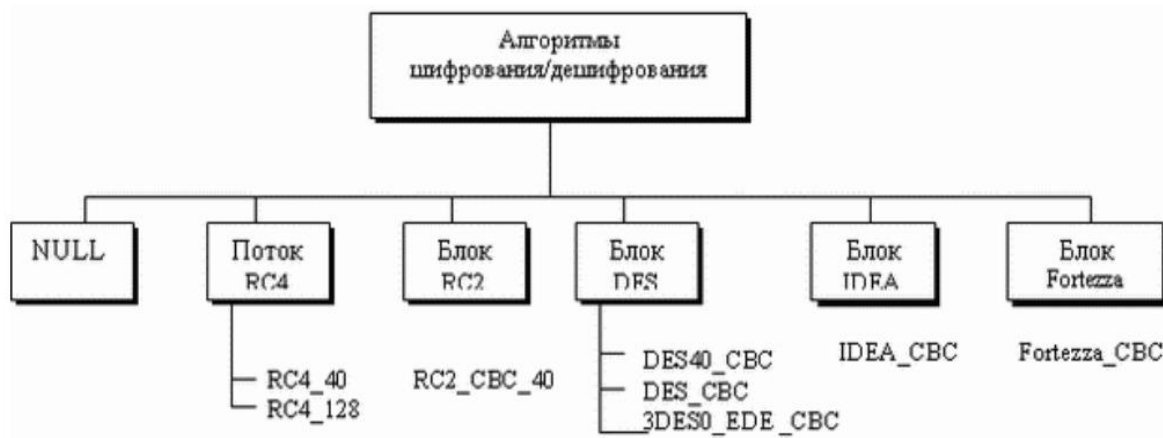 Алгоритмы
шифрования/дешифрования
NULL
Поток
RC4
Блок
RC2
Блок
DES
Блок
IDEA
Блок
Fortezza
RC4_40
RC4_128
RC2_CBC_40
DES40_CBC
DES_CBC
3DES0_EDE_CBC
IDEA_CBC
Fortezza_CBC